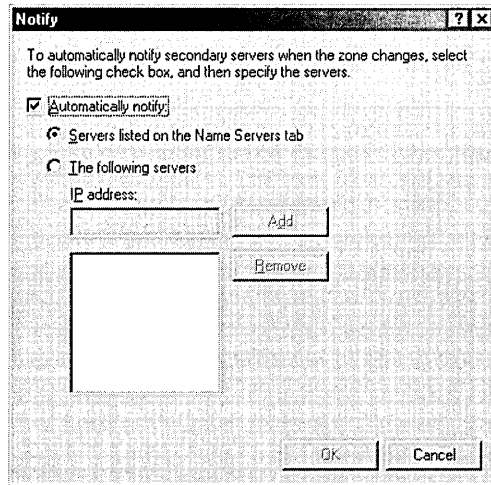 Notify
To automatically notify secondary servers when the zone changes, select
the following check box, and then specify the servers.
Automatically notify:
Servers listed on the Name Servers tab
The following servers
IP address:
Add
Remove
OK
Cancel